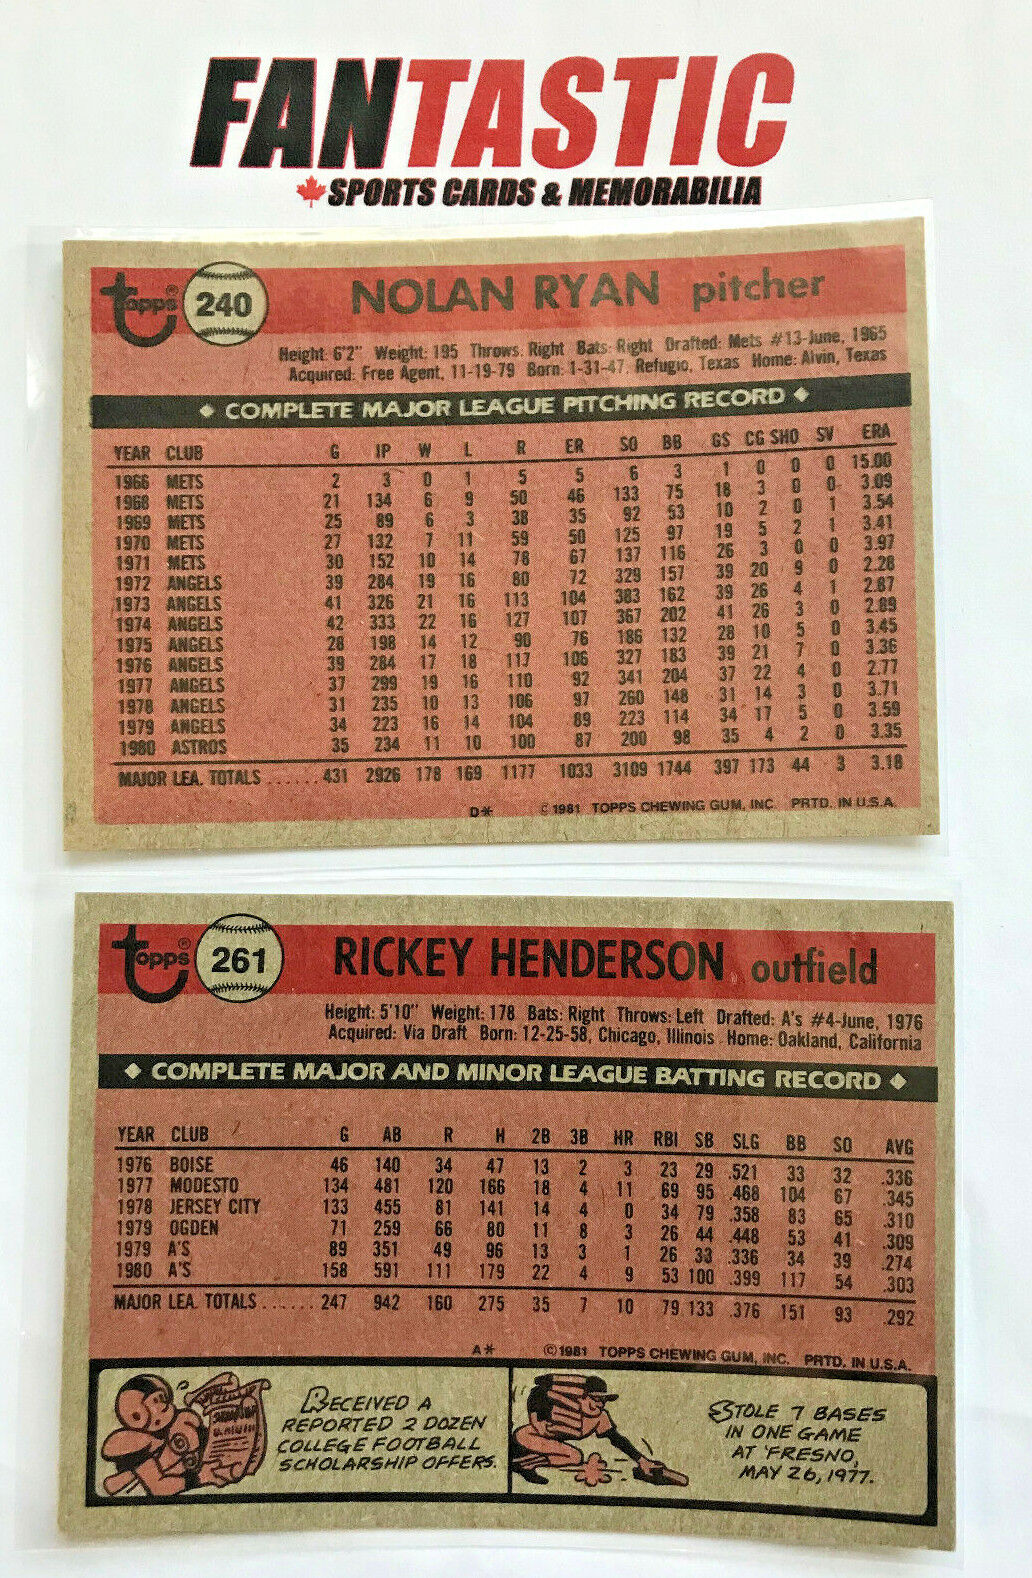 FANTASTIC
SPORTS CARDS & MEMORABILIA
topps® 240 NOLAN RYAN pitcher
Height: 6'2" Weight: 195 Throws: Right Bats: Right Drafted: Mets #13-June, 1965
Acquired: Free Agent, 11-19-79 Born: 1-31-47, Refugio, Texas Home: Alvin, Texas
◆ COMPLETE MAJOR LEAGUE PITCHING RECORD ◆
YEAR CLUB G IP W L R ER SO BB GS CG SHO SV ERA
1966 METS 2 3 0 1 5 5 6 3 1 0 0 0 15.00
1968 METS 21 134 6 9 50 46 133 75 18 3 0 0 3.09
1969 METS 25 89 6 3 38 35 92 53 10 2 0 1 3.54
1970 METS 27 132 7 11 59 50 125 97 19 5 2 1 3.41
1971 METS 30 152 10 14 78 67 137 116 26 3 0 0 3.97
1972 ANGELS 39 284 19 16 80 72 329 157 39 20 9 0 2.28
1973 ANGELS 41 326 21 16 113 104 383 162 39 26 4 1 2.87
1974 ANGELS 42 333 22 16 127 107 367 202 41 26 3 0 2.89
1975 ANGELS 28 198 14 12 90 76 186 132 28 10 5 0 3.45
1976 ANGELS 39 284 17 18 117 106 327 183 39 21 7 0 3.36
1977 ANGELS 37 299 19 16 110 92 341 204 37 22 4 0 2.77
1978 ANGELS 31 235 10 13 106 97 260 148 31 14 3 0 3.71
1979 ANGELS 34 223 16 14 104 89 223 114 34 17 5 0 3.59
1980 ASTROS 35 234 11 10 100 87 200 98 35 4 2 0 3.35
MAJOR LEA. TOTALS ...... 431 2926 178 169 1177 1033 3109 1744 397 173 44 3 3.18
D* © 1981 TOPPS CHEWING GUM, INC. PRTD. IN U.S.A.
topps® 261 RICKEY HENDERSON outfield
Height: 5'10" Weight: 178 Bats: Right Throws: Left Drafted: A's #4-June, 1976
Acquired: Via Draft Born: 12-25-58, Chicago, Illinois Home: Oakland, California
◆ COMPLETE MAJOR AND MINOR LEAGUE BATTING RECORD ◆
YEAR CLUB G AB R H 2B 3B HR RBI SB SLG BB SO AVG
1976 BOISE 46 140 34 47 13 2 3 23 29 .521 33 32 .336
1977 MODESTO 134 481 120 166 18 4 11 69 95 .468 104 67 .345
1978 JERSEY CITY 133 455 81 141 14 4 0 34 79 .358 83 65 .310
1979 OGDEN 71 259 66 80 11 8 3 26 44 .448 53 41 .309
1979 A'S 89 351 49 96 13 3 1 26 33 .336 34 39 .274
1980 A'S 158 591 111 179 22 4 9 53 100 .399 117 54 .303
MAJOR LEA. TOTALS ...... 247 942 160 275 35 7 10 79 133 .376 151 93 .292
A* ©1981 TOPPS CHEWING GUM, INC. PRTD. IN U.S.A.
RECEIVED A
REPORTED 2 DOZEN
COLLEGE FOOTBALL
SCHOLARSHIP OFFERS.
STOLE 7 BASES
IN ONE GAME
AT FRESNO,
MAY 26, 1977.